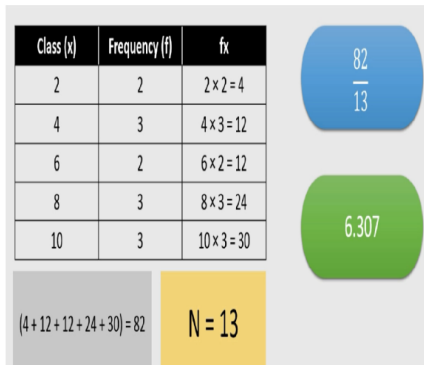 Class (x) Frequency (f) fx
2 2 2 × 2 = 4
4 3 4 × 3 = 12
6 2 6 × 2 = 12
8 3 8 × 3 = 24
10 3 10 × 3 = 30
(4 + 12 + 12 + 24 + 30) = 82
N = 13
82
13
6.307